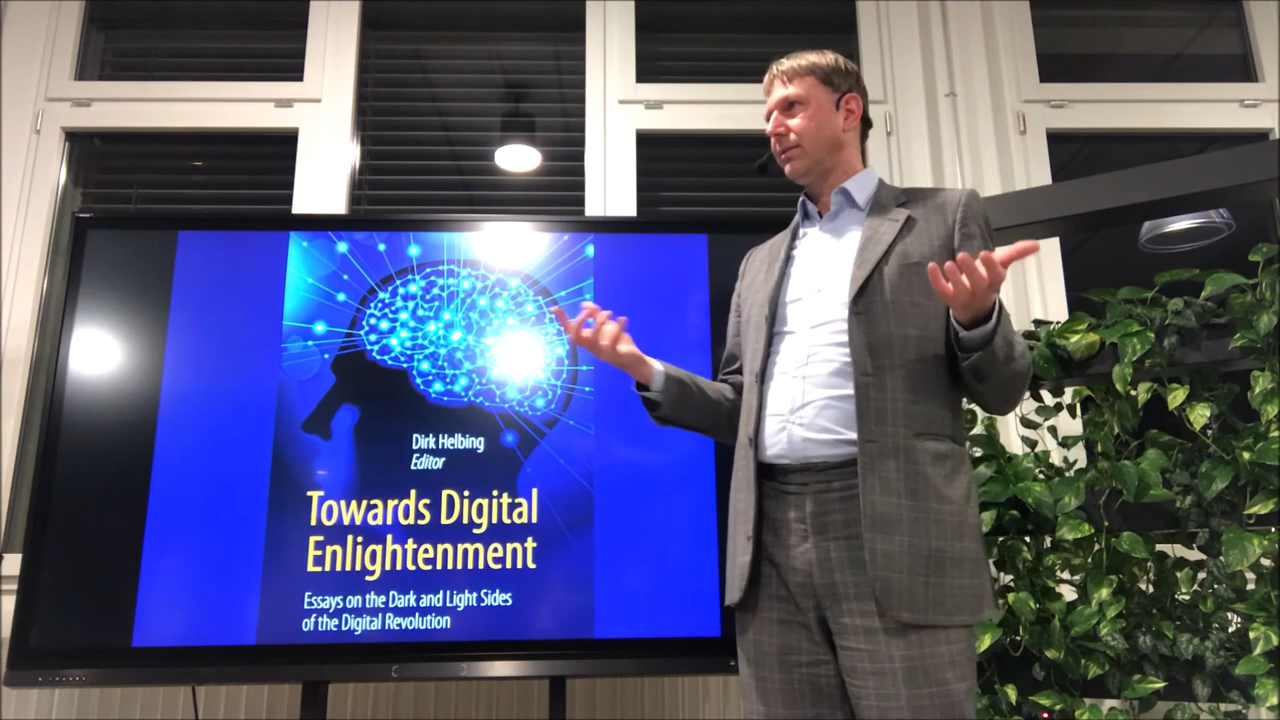 Dirk Helbing
Editor
Towards Digital
Enlightenment
Essays on the Dark and Light Sides
of the Digital Revolution